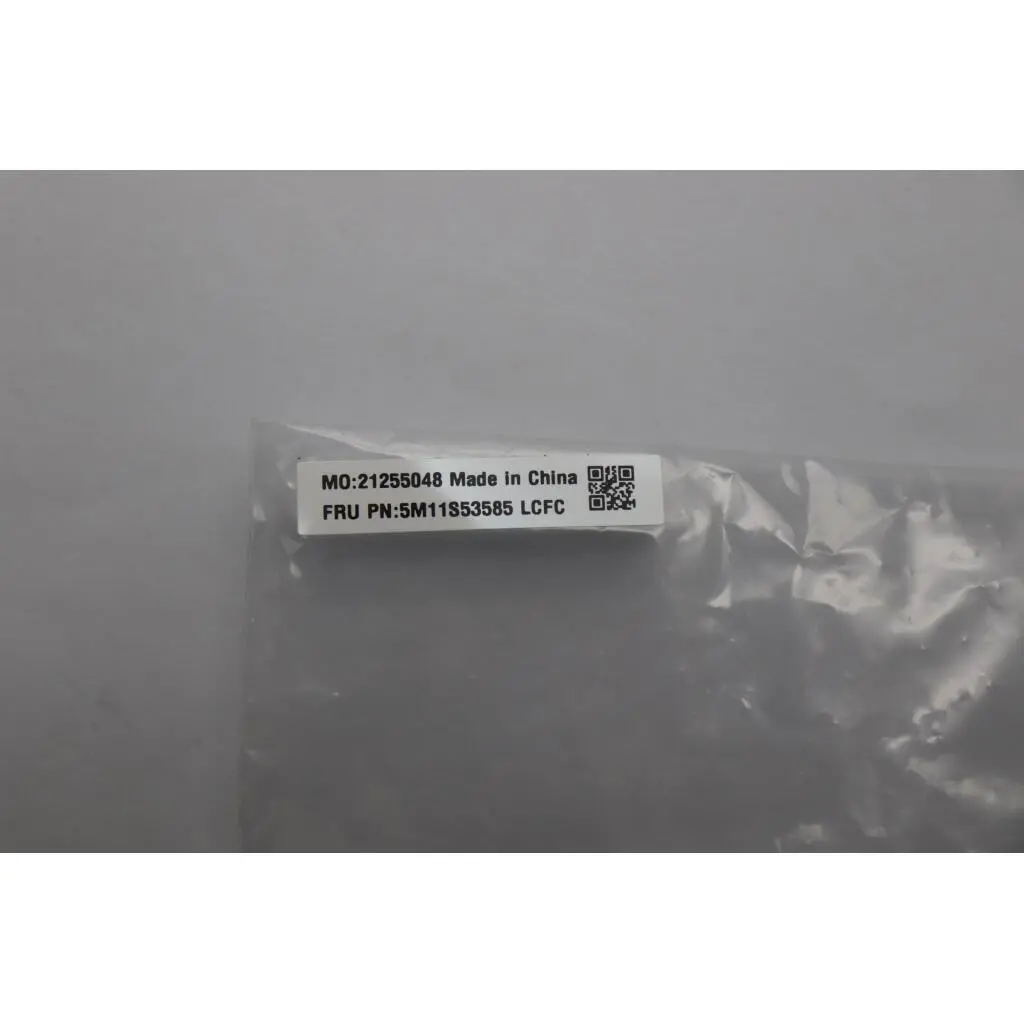 MO:21255048 Made in China
FRU PN:5M11S53585 LCFC